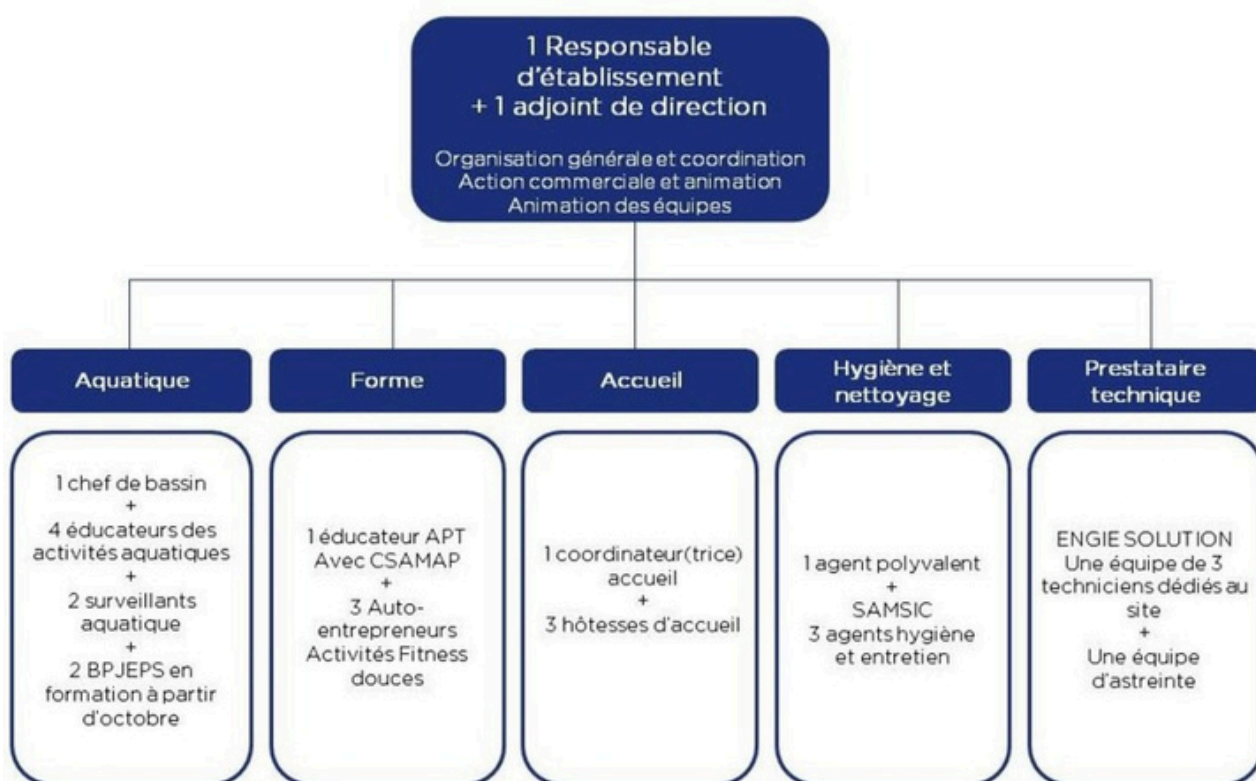 1 Responsable
d'établissement
+ 1 adjoint de direction
Organisation générale et coordination
Action commerciale et animation
Animation des équipes
Aquatique
1 chef de bassin
+
4 éducateurs des
activités aquatiques
+
2 surveillants
aquatique
+
2 BPJEPS en
formation à partir
d'octobre
Forme
1 éducateur APT
Avec CSAMAP
+
3 Auto-
entrepreneurs
Activités Fitness
douces
Accueil
1 coordinateur(trice)
accueil
+
3 hôtesses d'accueil
Hygiène et
nettoyage
1 agent polyvalent
+
SAMSIC
3 agents hygiène
et entretien
Prestataire
technique
ENGIE SOLUTION
Une équipe de 3
techniciens dédiés au
site
+
Une équipe
d'astreinte